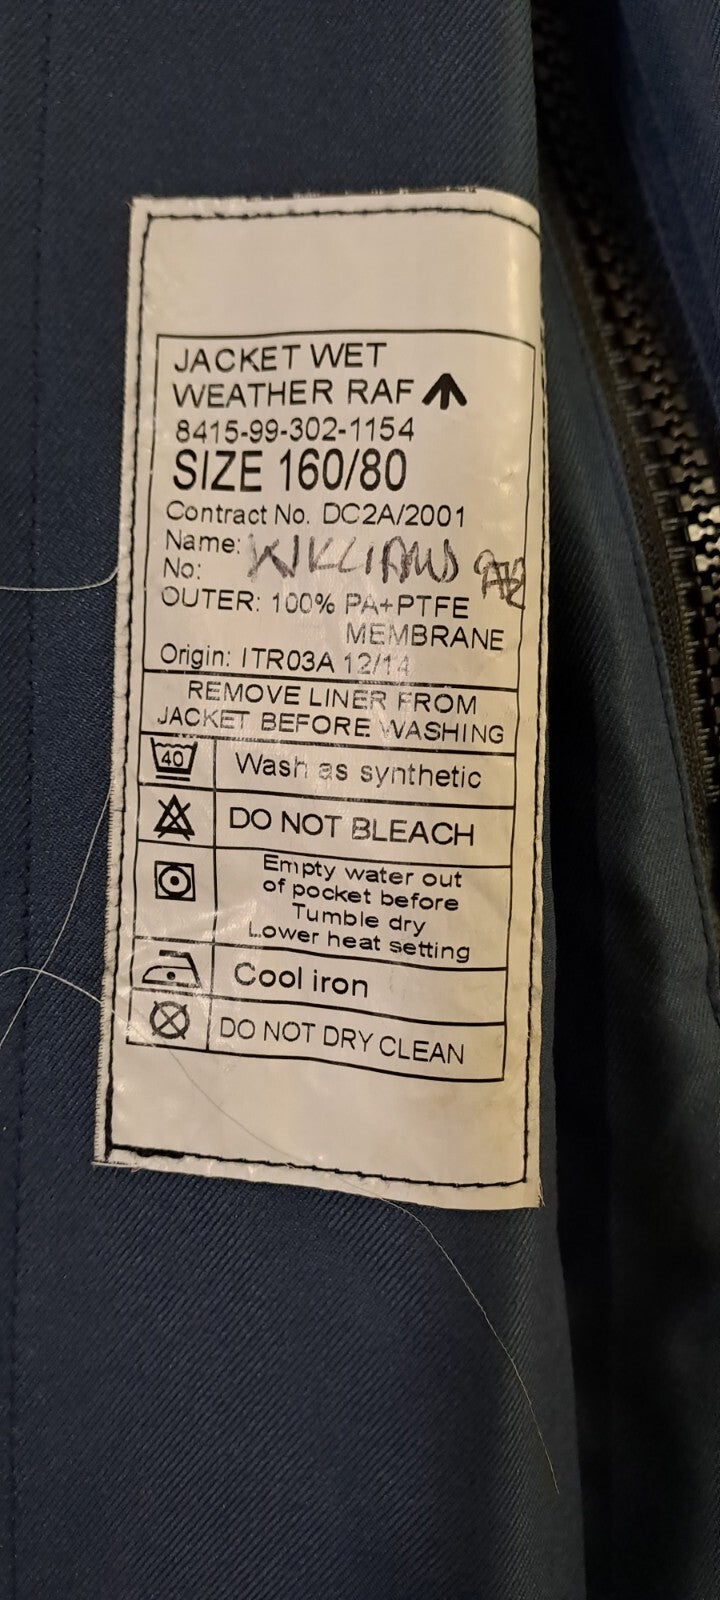 JACKET WET
WEATHER RAF
8415-99-302-1154
SIZE 160/80
Contract No. DC2A/2001
Name: WILLIAMS
No:
OUTER: 100% PA+PTFE
MEMBRANE
Origin: ITR03A 12/14
REMOVE LINER FROM
JACKET BEFORE WASHING
40 Wash as synthetic
DO NOT BLEACH
Empty water out
of pocket before
Tumble dry
Lower heat setting
Cool iron
DO NOT DRY CLEAN